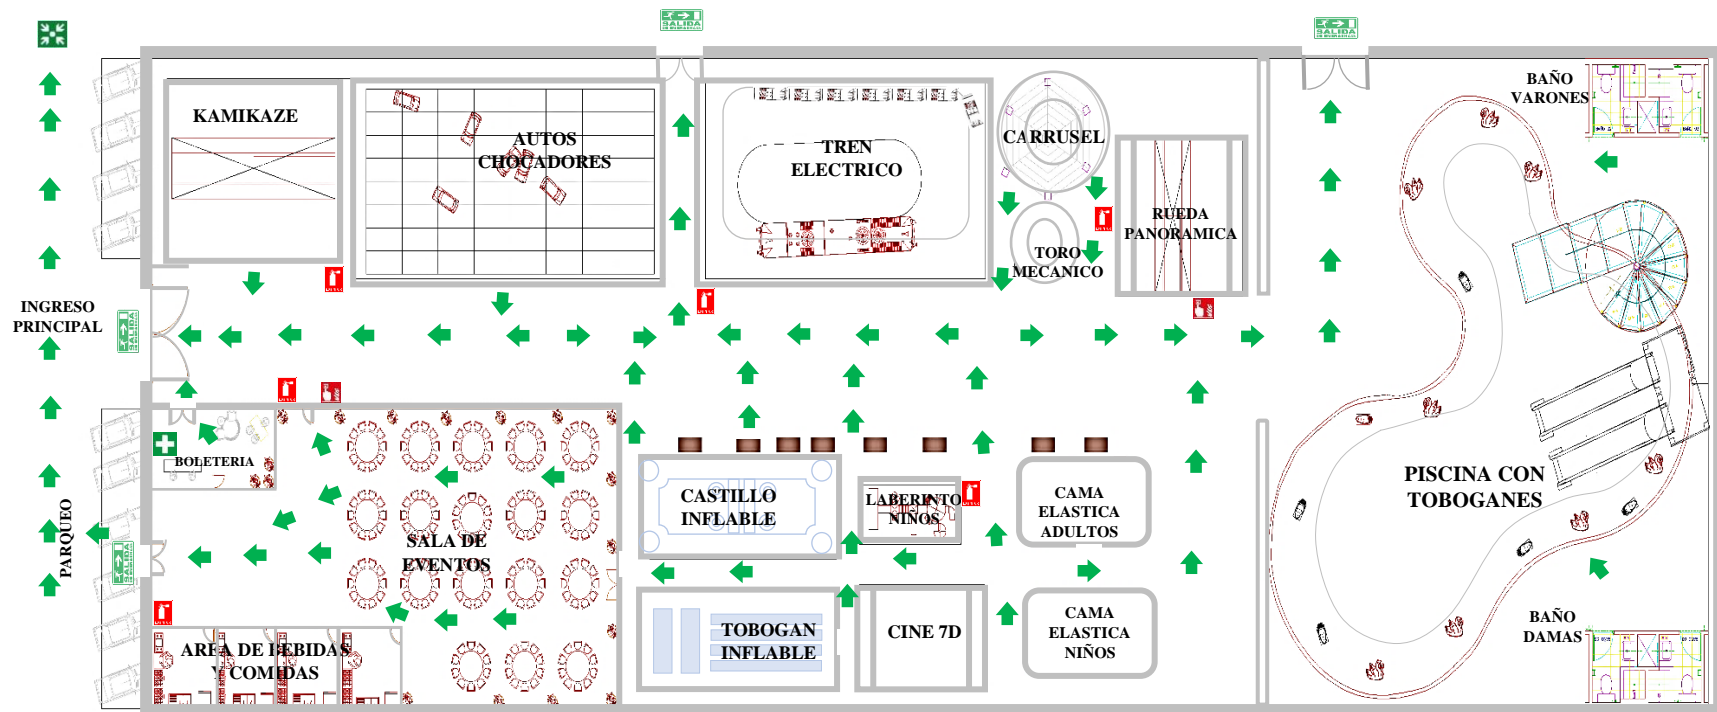 SALIDA
SALIDA
BAÑO
VARONES
KAMIKAZE
AUTOS
CHOCADORES
TREN
ELECTRICO
CARRUSEL
RUEDA
PANORAMICA
TORO
MECANICO
INGRESO
PRINCIPAL
SALIDA
BOLETERIA
CASTILLO
INFLABLE
LABERINTO
NIÑOS
CAMA
ELASTICA
ADULTOS
PISCINA CON
TOBOGANES
SALA DE
EVENTOS
PARQUEO
SALIDA
TOBOGAN
INFLABLE
CINE 7D
CAMA
ELASTICA
NIÑOS
BAÑO
DAMAS
AREA DE BEBIDAS
Y COMIDAS